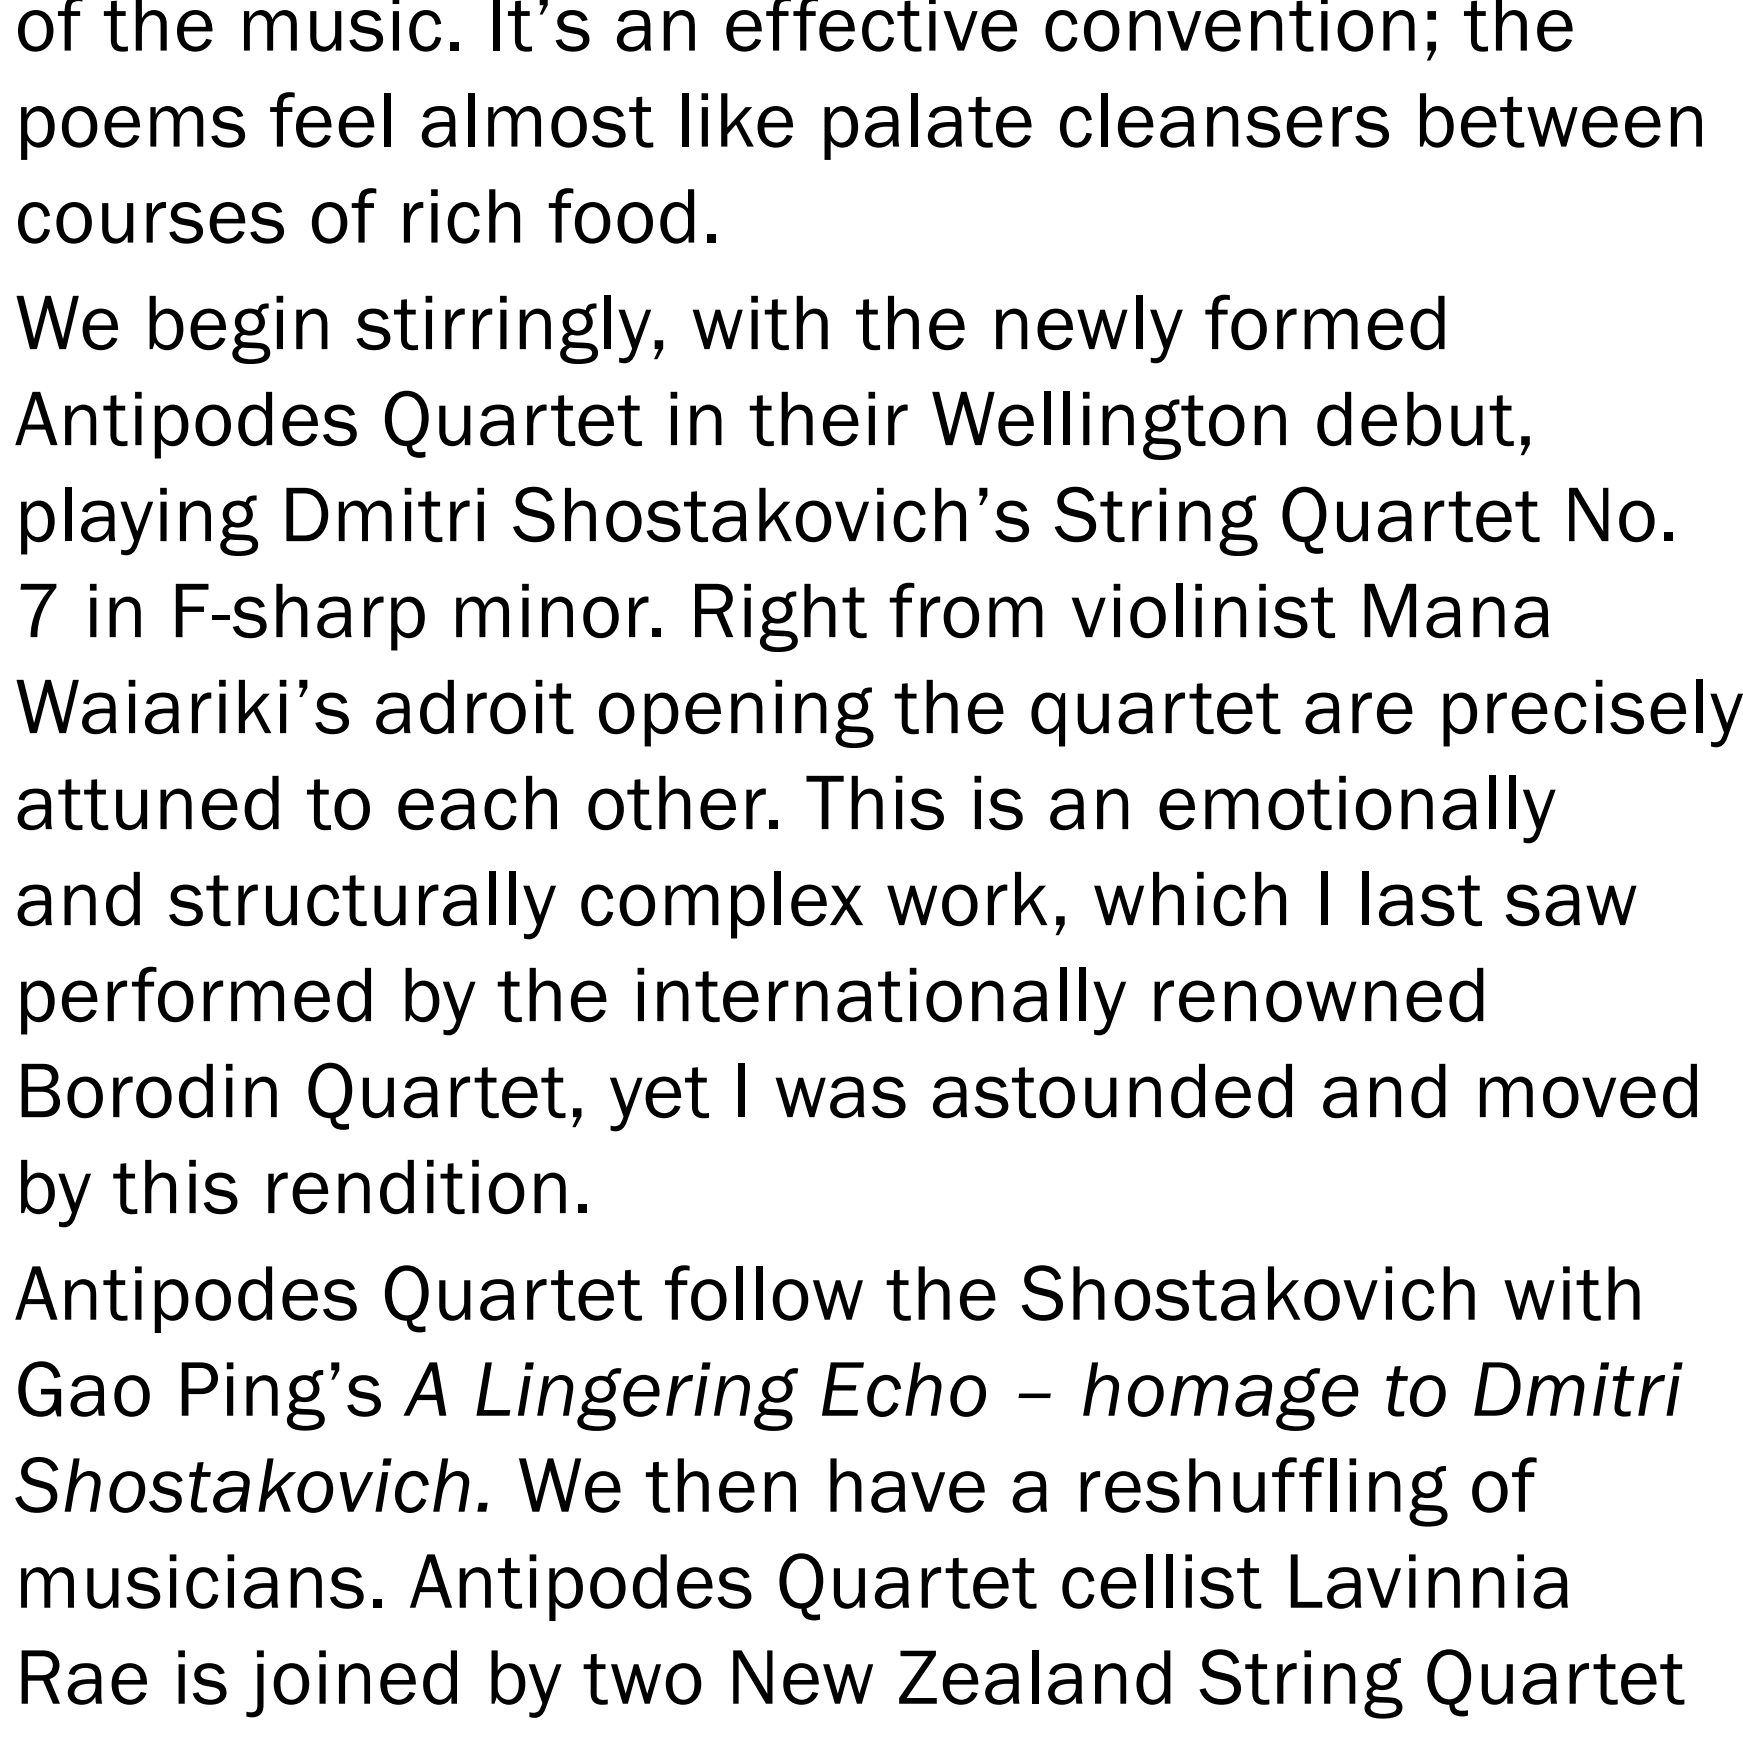 of the music. It’s an effective convention; the
poems feel almost like palate cleansers between
courses of rich food.
We begin stirringly, with the newly formed
Antipodes Quartet in their Wellington debut,
playing Dmitri Shostakovich’s String Quartet No.
7 in F-sharp minor. Right from violinist Mana
Waiariki’s adroit opening the quartet are precisely
attuned to each other. This is an emotionally
and structurally complex work, which I last saw
performed by the internationally renowned
Borodin Quartet, yet I was astounded and moved
by this rendition.
Antipodes Quartet follow the Shostakovich with
Gao Ping’s A Lingering Echo – homage to Dmitri
Shostakovich. We then have a reshuffling of
musicians. Antipodes Quartet cellist Lavinnia
Rae is joined by two New Zealand String Quartet